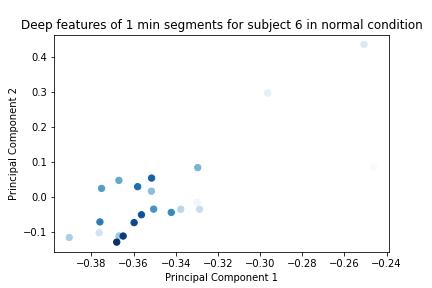 Deep features of 1 min segments for subject 6 in normal condition
Principal Component 2
0.4
0.3
0.2
0.1
0.0
−0.1
−0.38 −0.36 −0.34 −0.32 −0.30 −0.28 −0.26 −0.24
Principal Component 1